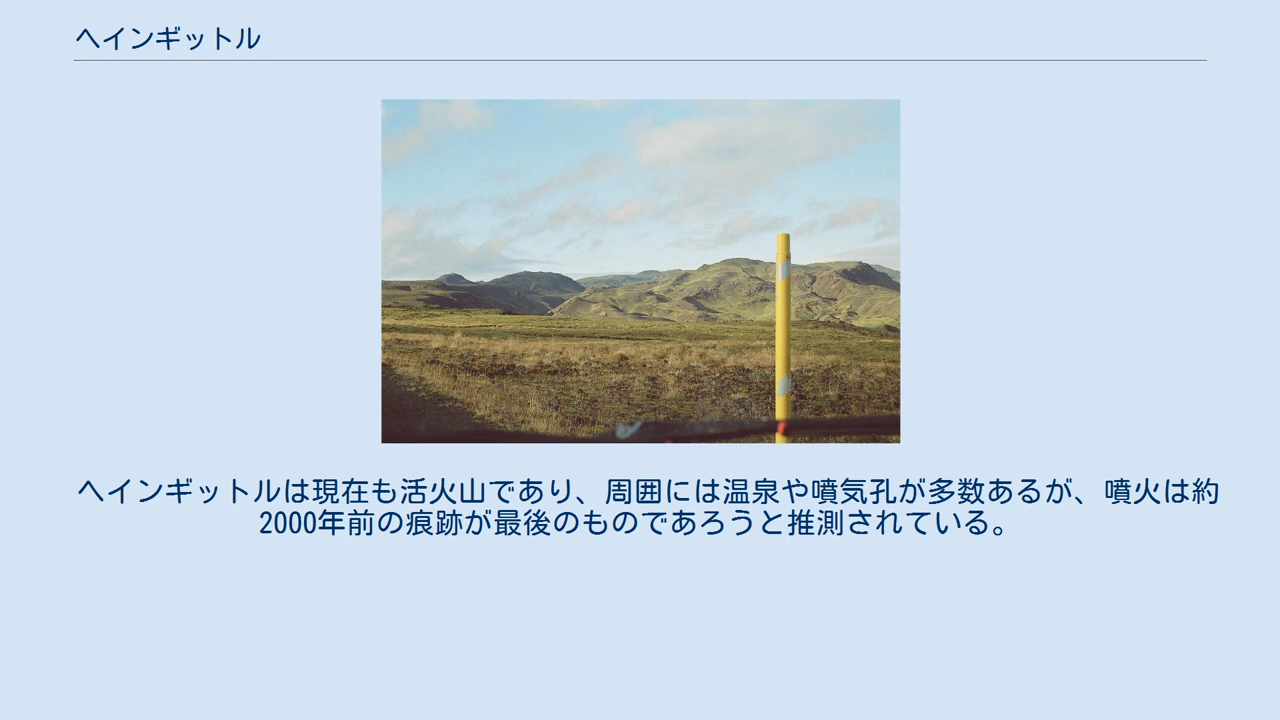 ヘインギットル
ヘインギットルは現在も活火山であり、周囲には温泉や噴気孔が多数あるが、噴火は約
2000年前の痕跡が最後のものであろうと推測されている。